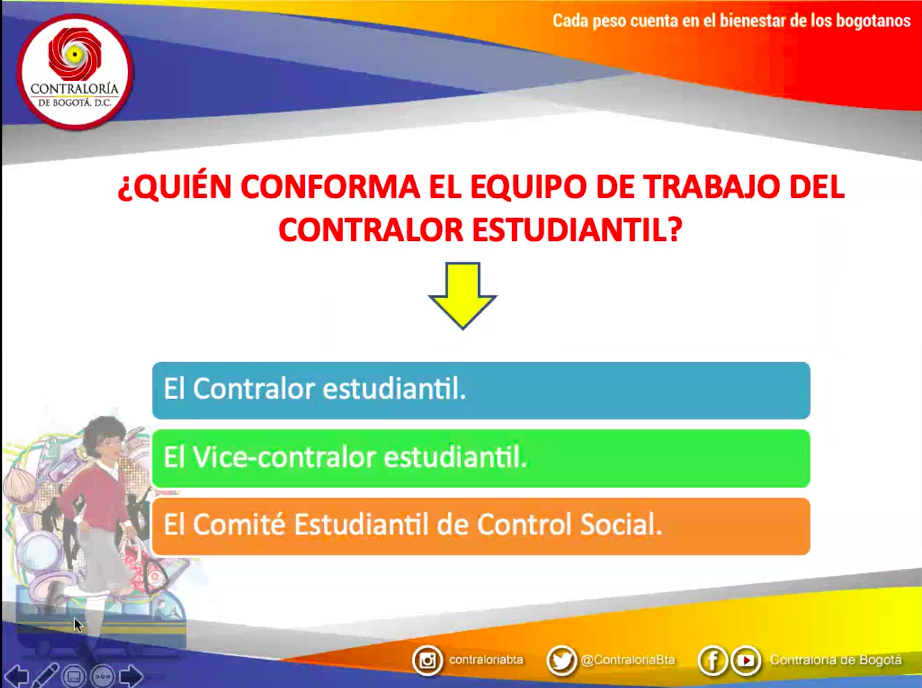 Cada peso cuenta en el bienestar de los bogotanos
CONTRALORÍA
DE BOGOTÁ, D.C.
¿QUIÉN CONFORMA EL EQUIPO DE TRABAJO DEL
CONTRALOR ESTUDIANTIL?
El Contralor estudiantil.
El Vice-contralor estudiantil.
El Comité Estudiantil de Control Social.
contraloriabta
@ContraloriaBta
Contraloría de Bogotá